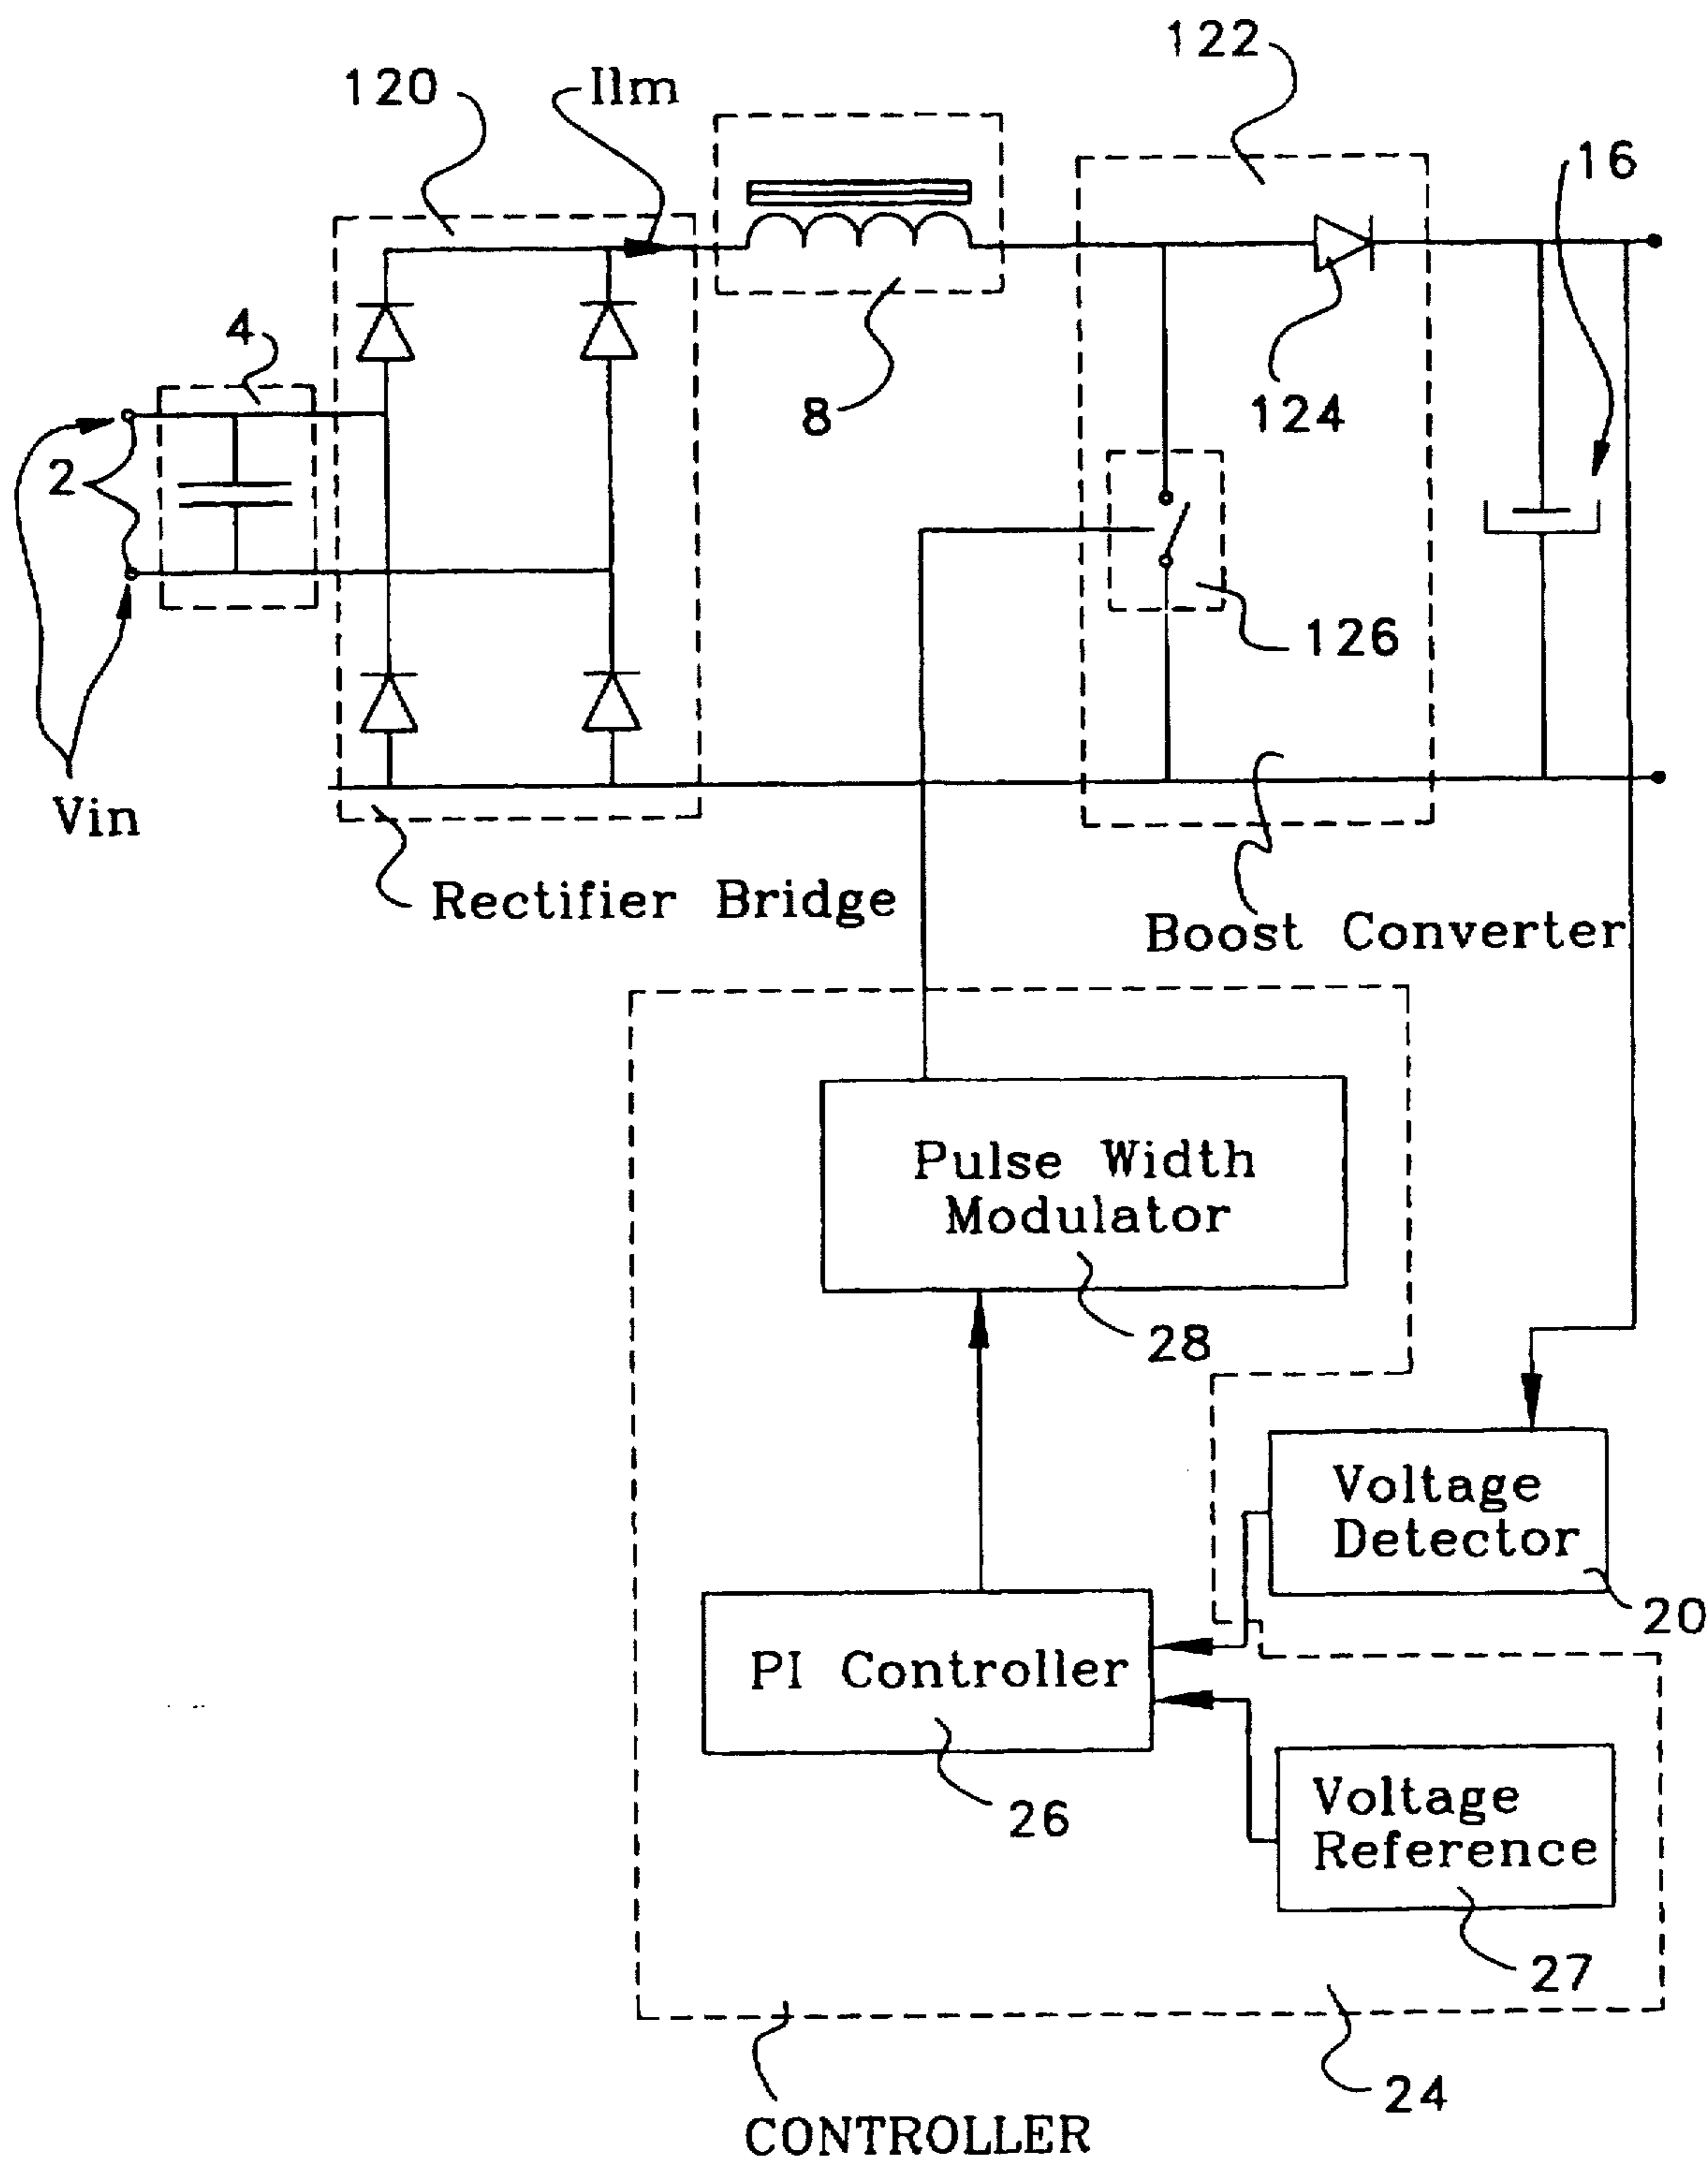 122
120
Ilm
16
4
8
124
2
126
Vin
Rectifier Bridge
Boost Converter
Pulse Width
Modulator
28
Voltage
Detector
20
PI Controller
26
Voltage
Reference
27
24
CONTROLLER